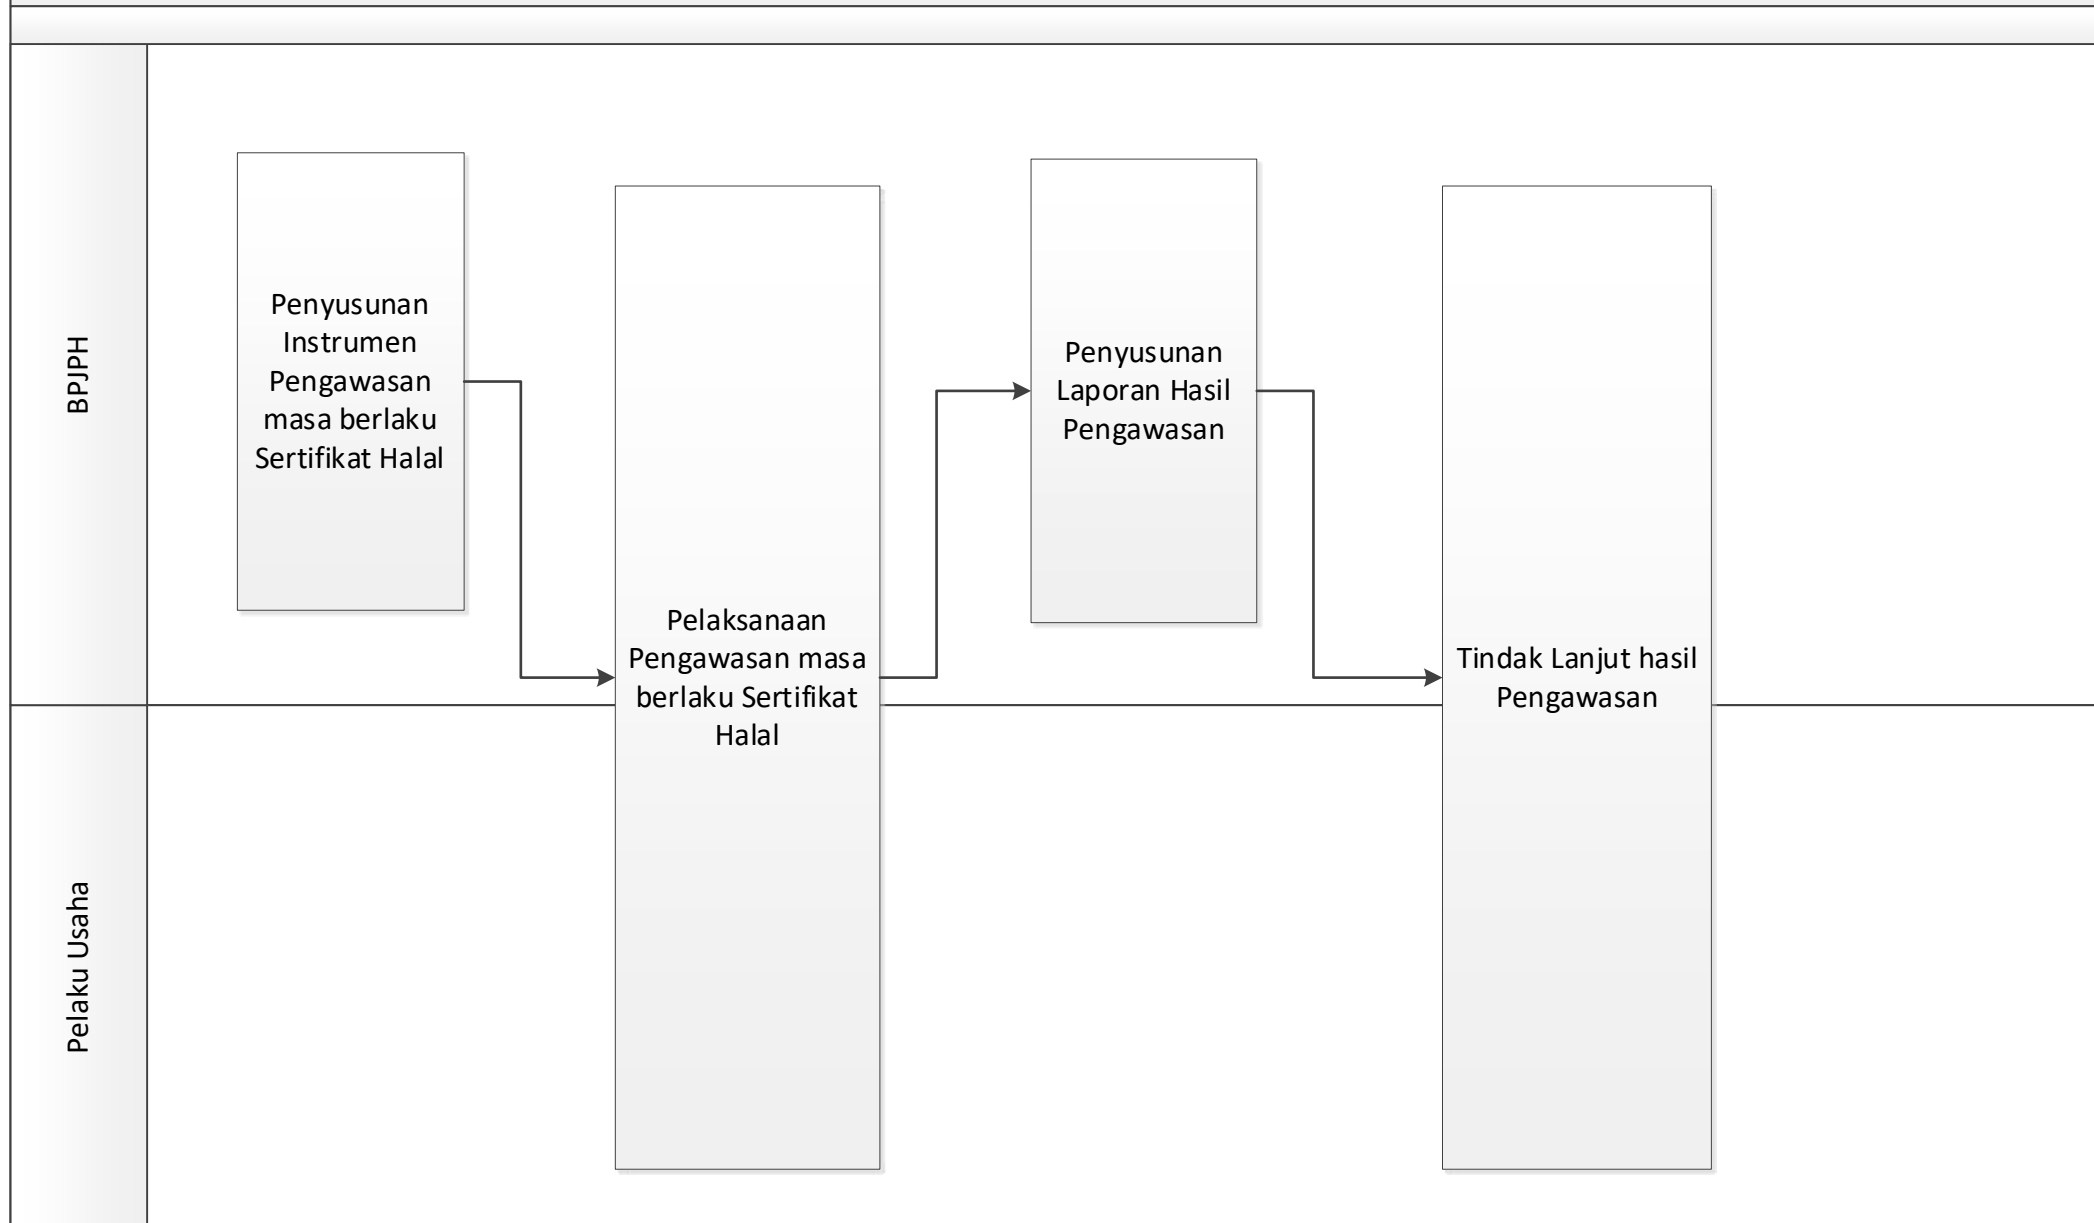 BPJPH
Penyusunan
Instrumen
Pengawasan
masa berlaku
Sertifikat Halal
Pelaksanaan
Pengawasan masa
berlaku Sertifikat
Halal
Penyusunan
Laporan Hasil
Pengawasan
Tindak Lanjut hasil
Pengawasan
Pelaku Usaha